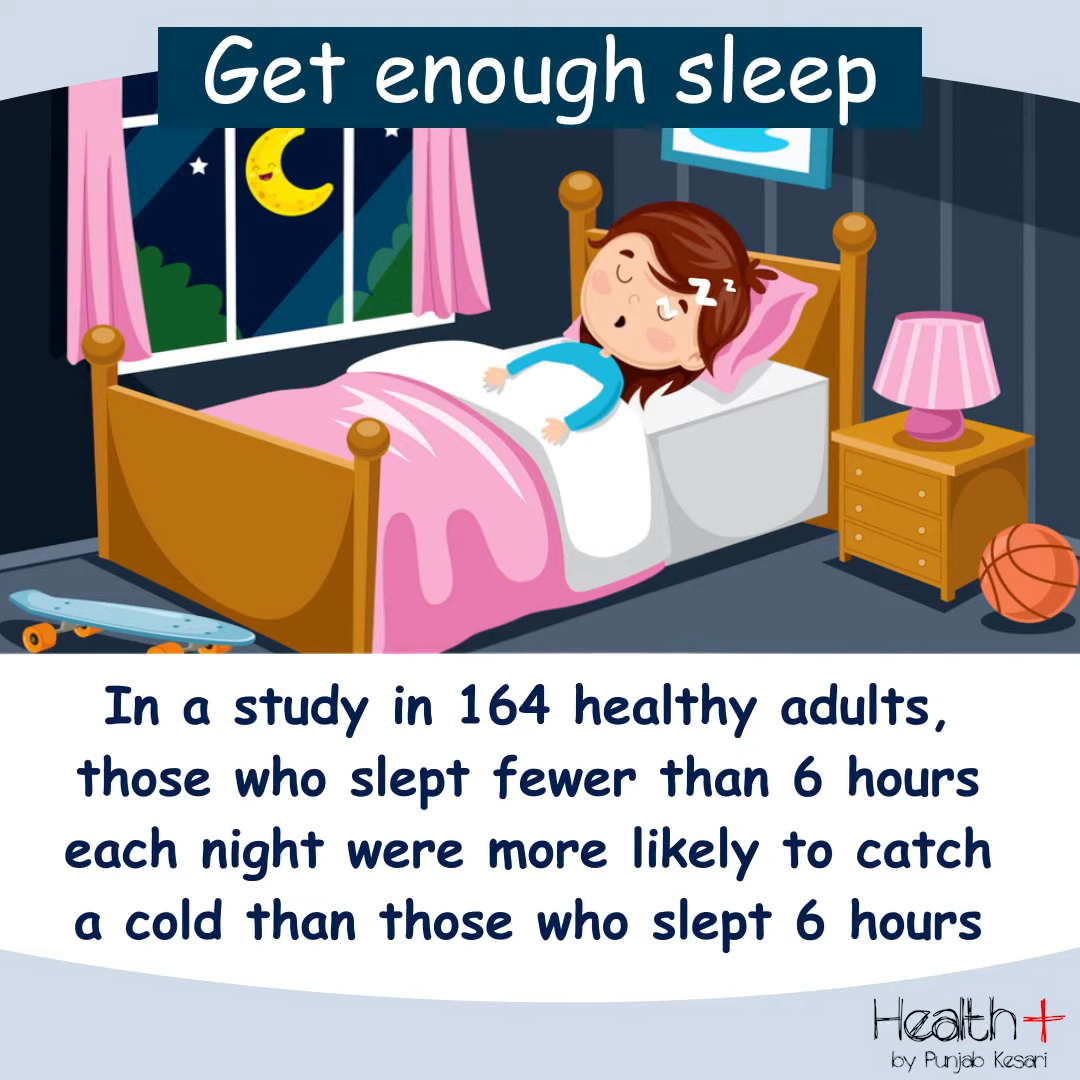 Get enough sleep
z z z
In a study in 164 healthy adults,
those who slept fewer than 6 hours
each night were more likely to catch
a cold than those who slept 6 hours
Health+
by Punjab Kesari